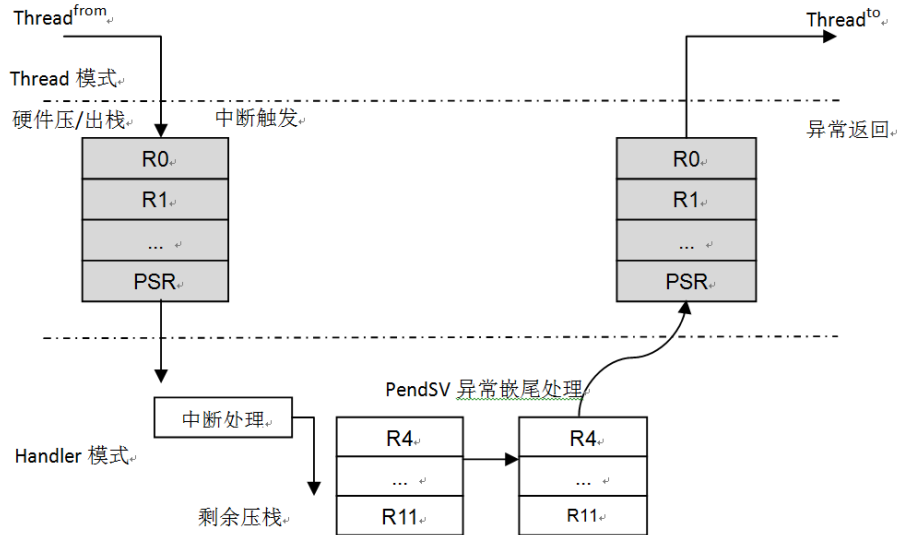 Thread^from
Thread^to
Thread 模式
硬件压/出栈
中断触发
异常返回
R0
R1
...
PSR
R0
R1
...
PSR
PendSV 异常嵌尾处理
中断处理
Handler 模式
剩余压栈
R4
...
R11
R4
...
R11